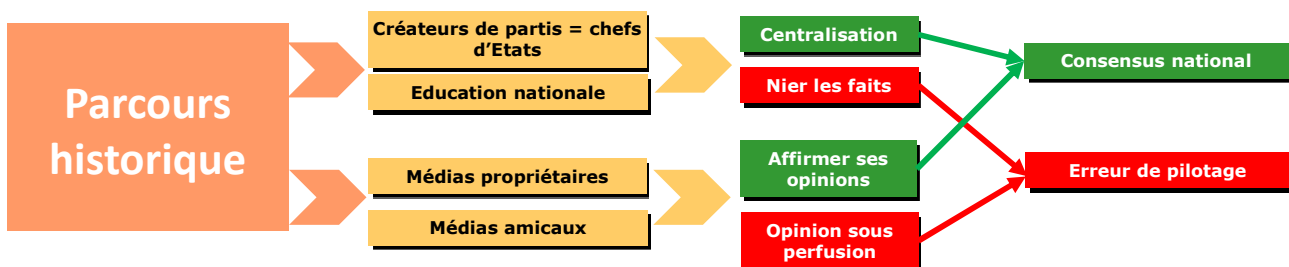 Parcours
historique
Créateurs de partis = chefs
d’Etats
Education nationale
Médias propriétaires
Médias amicaux
Centralisation
Nier les faits
Affirmer ses
opinions
Opinion sous
perfusion
Consensus national
Erreur de pilotage